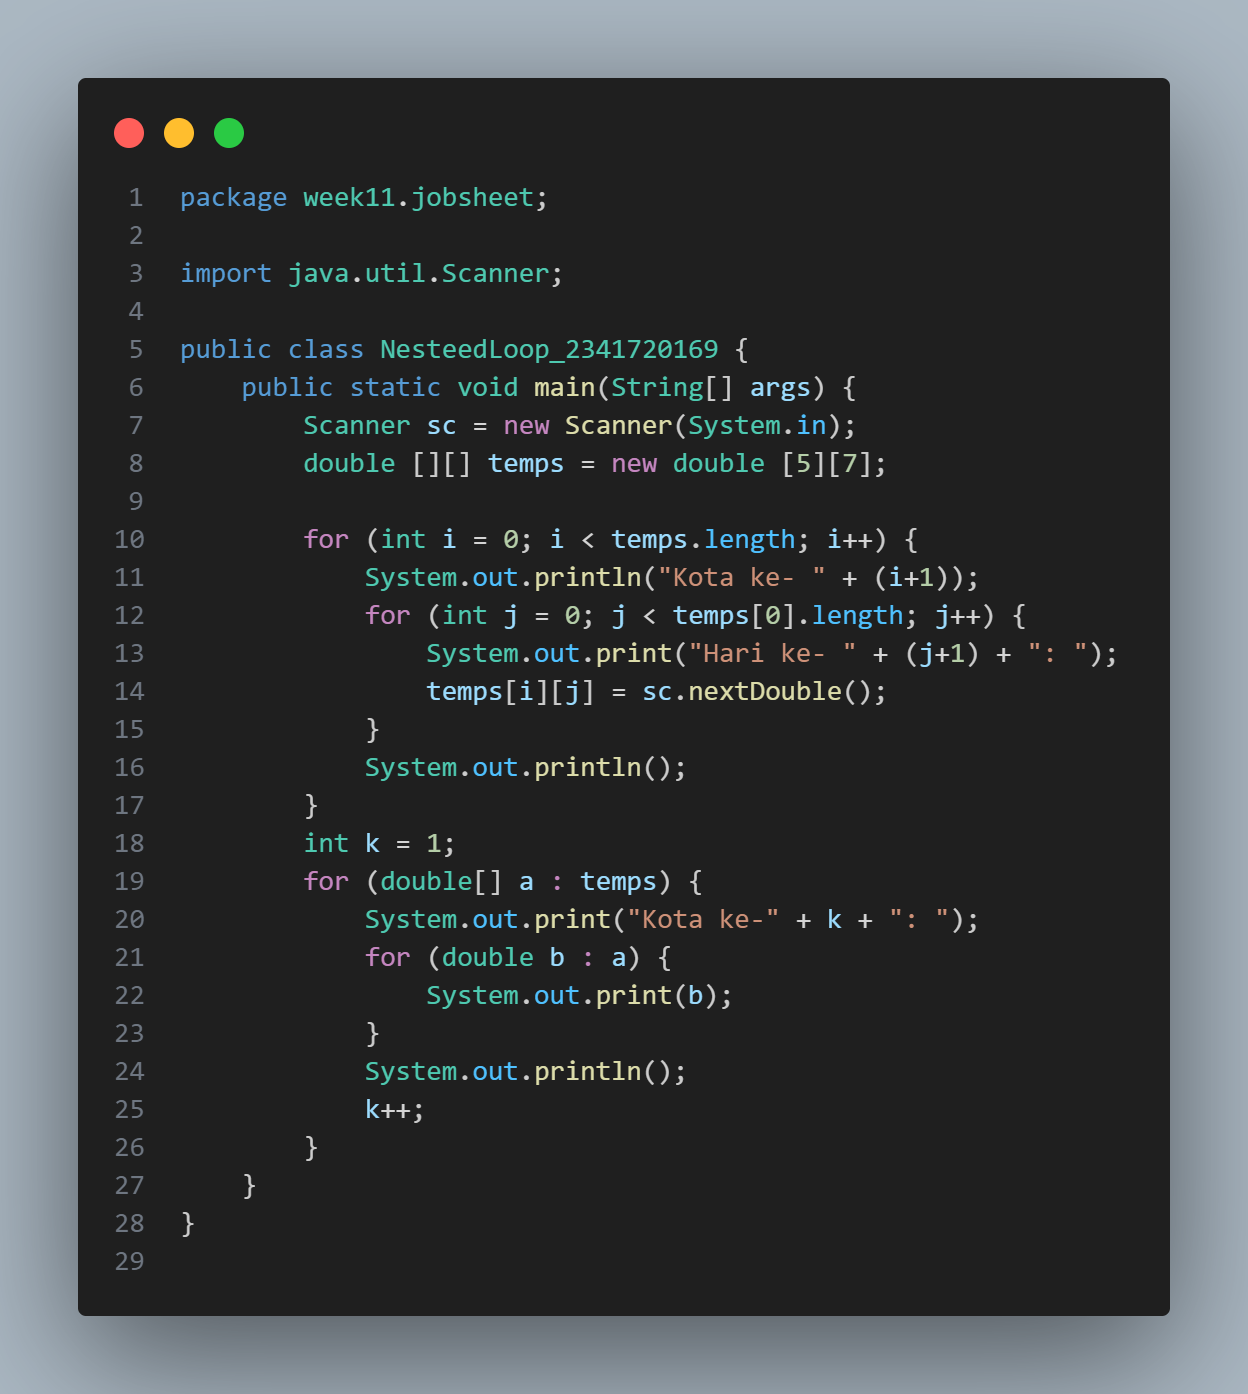 1 package week11.jobsheet;
2
3 import java.util.Scanner;
4
5 public class NesteedLoop_2341720169 {
6     public static void main(String[] args) {
7         Scanner sc = new Scanner(System.in);
8         double [][] temps = new double [5][7];
9
10         for (int i = 0; i < temps.length; i++) {
11             System.out.println("Kota ke- " + (i+1));
12             for (int j = 0; j < temps[0].length; j++) {
13                 System.out.print("Hari ke- " + (j+1) + ": ");
14                 temps[i][j] = sc.nextDouble();
15             }
16             System.out.println();
17         }
18         int k = 1;
19         for (double[] a : temps) {
20             System.out.print("Kota ke-" + k + ": ");
21             for (double b : a) {
22                 System.out.print(b);
23             }
24             System.out.println();
25             k++;
26         }
27     }
28 }
29